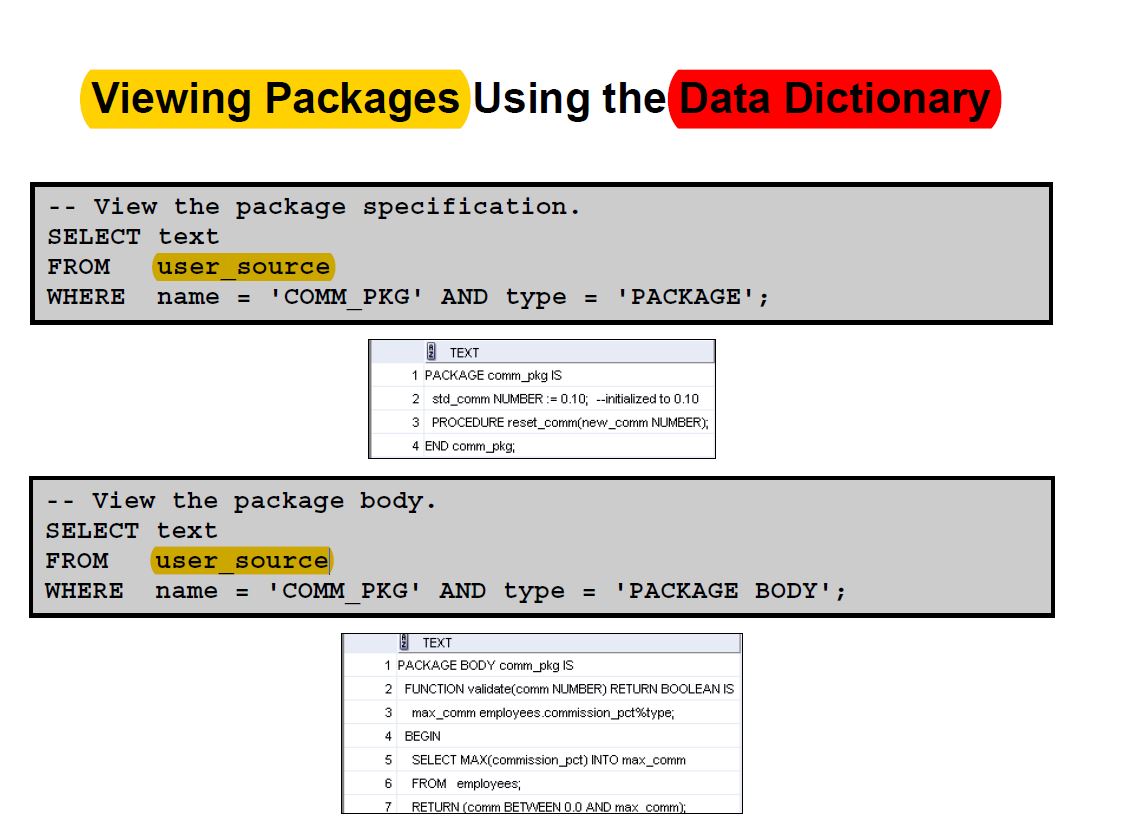 Viewing Packages Using the Data Dictionary
-- View the package specification.
SELECT text
FROM   user_source
WHERE  name = 'COMM_PKG' AND type = 'PACKAGE';
TEXT
1 PACKAGE comm_pkg IS
2 std_comm NUMBER := 0.10;  --initialized to 0.10
3 PROCEDURE reset_comm(new_comm NUMBER);
4 END comm_pkg;
-- View the package body.
SELECT text
FROM   user_source
WHERE  name = 'COMM_PKG' AND type = 'PACKAGE BODY';
TEXT
1 PACKAGE BODY comm_pkg IS
2 FUNCTION validate(comm NUMBER) RETURN BOOLEAN IS
3 max_comm employees.commission_pct%type;
4 BEGIN
5 SELECT MAX(commission_pct) INTO max_comm
6 FROM   employees;
7 RETURN (comm BETWEEN 0.0 AND max_comm);